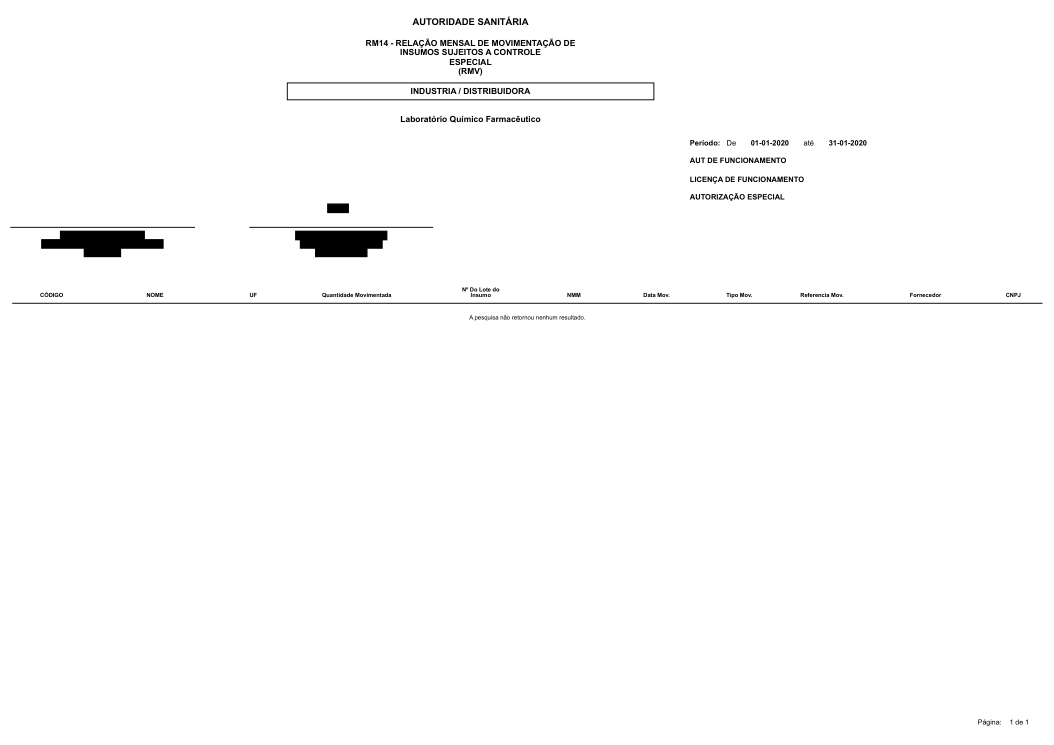 AUTORIDADE SANITÁRIA
RM14 - RELAÇÃO MENSAL DE MOVIMENTAÇÃO DE
INSUMOS SUJEITOS A CONTROLE
ESPECIAL
(RMV)
INDUSTRIA / DISTRIBUIDORA
Laboratório Químico Farmacêutico
Período: De 01-01-2020 até 31-01-2020
AUT DE FUNCIONAMENTO
LICENÇA DE FUNCIONAMENTO
AUTORIZAÇÃO ESPECIAL
CÓDIGO NOME UF Quantidade Movimentada Nº Do Lote do Insumo NMM Data Mov. Tipo Mov. Referencia Mov. Fornecedor CNPJ
A pesquisa não retornou nenhum resultado.
Página: 1 de 1